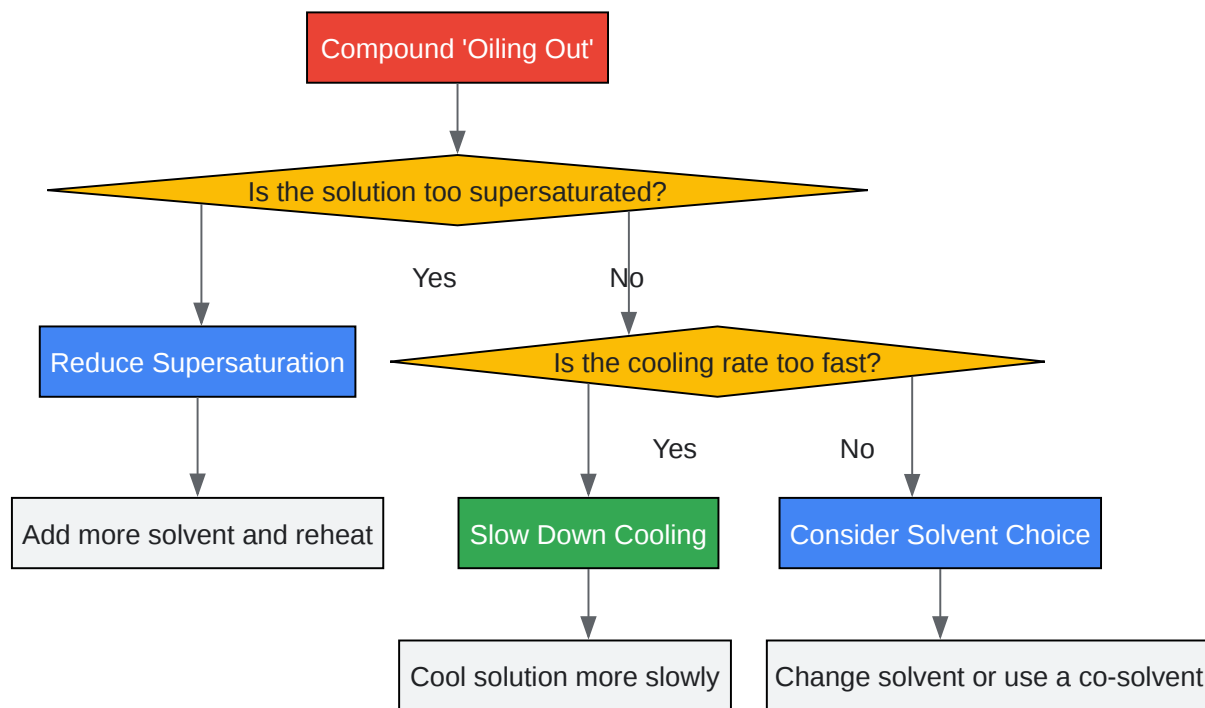 Compound 'Oiling Out'
Is the solution too supersaturated?
Yes
No
Reduce Supersaturation
Is the cooling rate too fast?
Yes
No
Add more solvent and reheat
Slow Down Cooling
Consider Solvent Choice
Cool solution more slowly
Change solvent or use a co-solvent